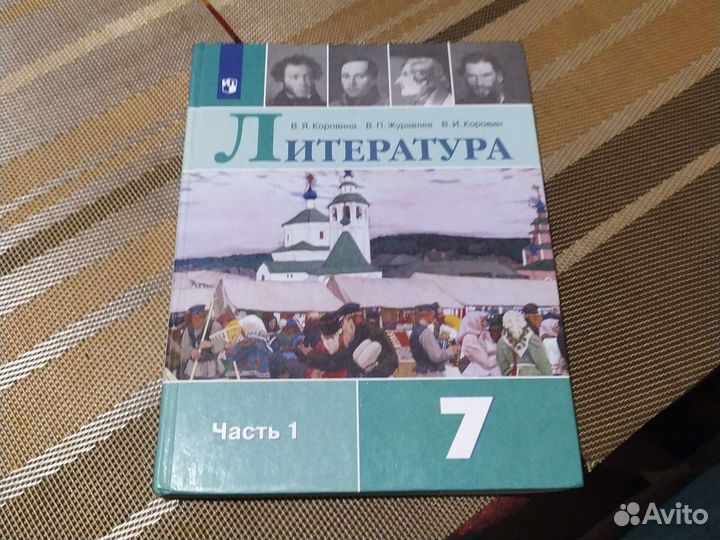 В. Я. Коровина В. П. Журавлев В. И. Коровин
ЛИТЕРАТУРА
Часть 1
7
Avito